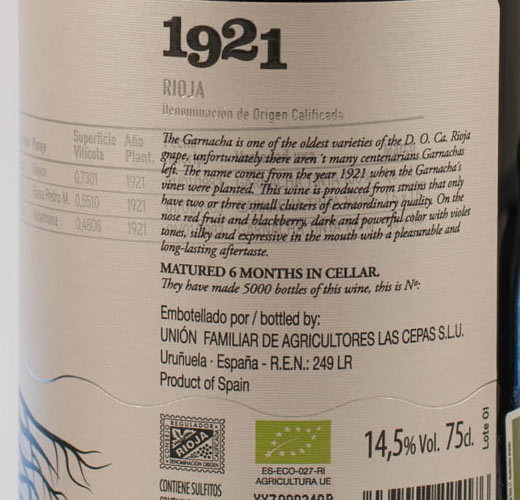 1921
RIOJA
Denominación de Origen Calificada
Superficie Vitícola
Año Plant.
0,7301 1921
0,5510 1921
0,4808 1921
The Garnacha is one of the oldest varieties of the D. O. Ca. Rioja
grape, unfortunately there aren´t many centenarians Garnachas
left. The name comes from the year 1921 when the Garnacha's
vines were planted. This wine is produced from strains that only
have two or three small clusters of extraordinary quality. On the
nose red fruit and blackberry, dark and powerful color with violet
tones, silky and expressive in the mouth with a pleasurable and
long-lasting aftertaste.
MATURED 6 MONTHS IN CELLAR.
They have made 5000 bottles of this wine, this is Nº:
Embotellado por / bottled by:
UNIÓN FAMILIAR DE AGRICULTORES LAS CEPAS S.L.U.
Uruñuela · España - R.E.N.: 249 LR
Product of Spain
REGULADOR
RIOJA
DENOMINACION ORIGEN
ES-ECO-027-RI
AGRICULTURA UE
14,5% Vol. 75cl.
Lote 01
CONTIENE SULFITOS